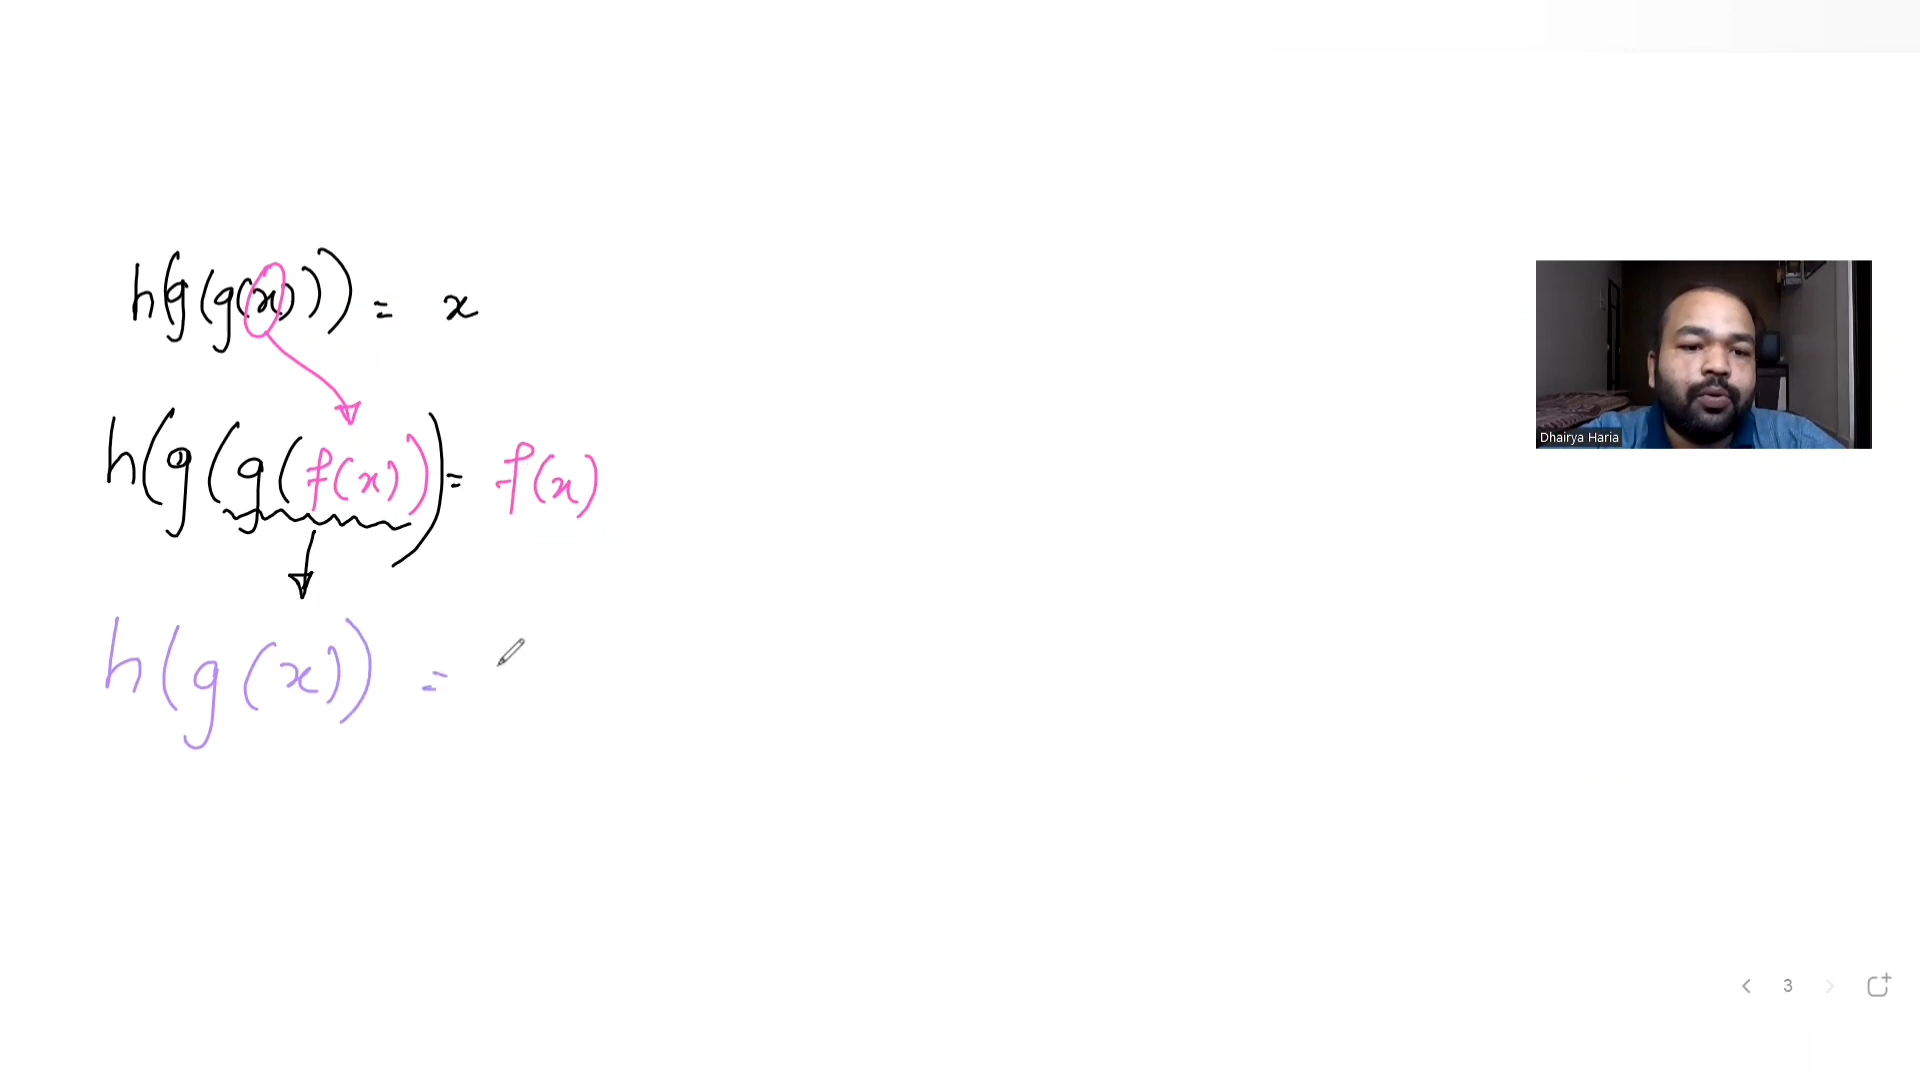 h(g(g(x))) = x
h(g(g(f(x)) ) = f(x)
h(g(x)) =
Dhairya Haria
3